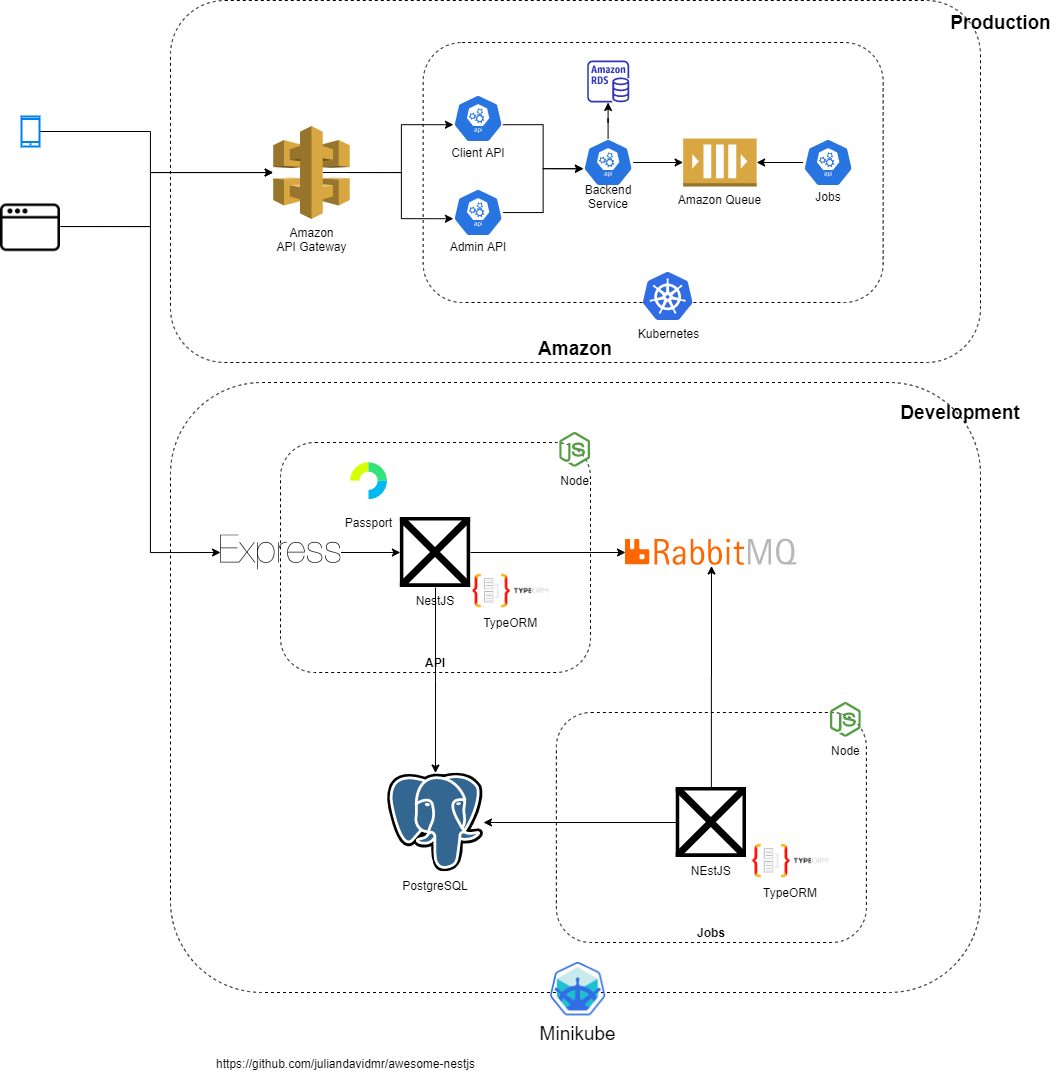 Production
Amazon
RDS
api
Client API
api
Backend
Service
Amazon Queue
api
Jobs
Amazon
API Gateway
api
Admin API
Kubernetes
Amazon
Development
JS
Node
Passport
Express
NestJS
TYPEORM
TypeORM
RabbitMQ
API
JS
Node
PostgreSQL
NEstJS
TYPEORM
TypeORM
Jobs
Minikube
https://github.com/juliandavidmr/awesome-nestjs